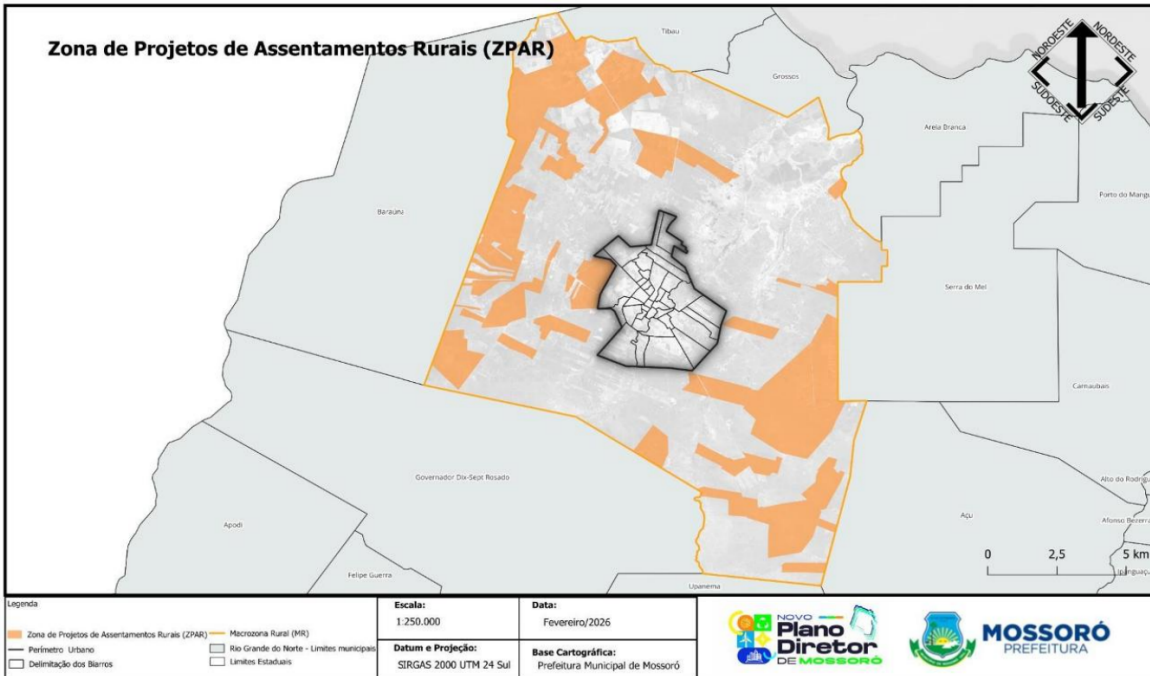 Zona de Projetos de Assentamentos Rurais (ZPAR)
Tibau
Grossos
NOROESTE
NORDESTE
SUDOESTE
SUDESTE
Areia Branca
Porto do Mangu
Baraúna
Serra do Mel
Carnaubais
Governador Dix-Sept Rosado
Alto do Rodrigu
Açu
Afonso Bezerra
Apodi
0 2,5 5 km
Felipe Guerra
Upanema
Ipanguaçu
Legenda
Zona de Projetos de Assentamentos Rurais (ZPAR)
Macrozona Rural (MR)
Perímetro Urbano
Rio Grande do Norte - Limites municipais
Delimitação dos Biarros
Limites Estaduais
Escala:
1:250.000
Data:
Fevereiro/2026
Datum e Projeção:
SIRGAS 2000 UTM 24 Sul
Base Cartográfica:
Prefeitura Municipal de Mossoró
NOVO
Plano
Diretor
DE MOSSORÓ
MOSSORÓ
PREFEITURA